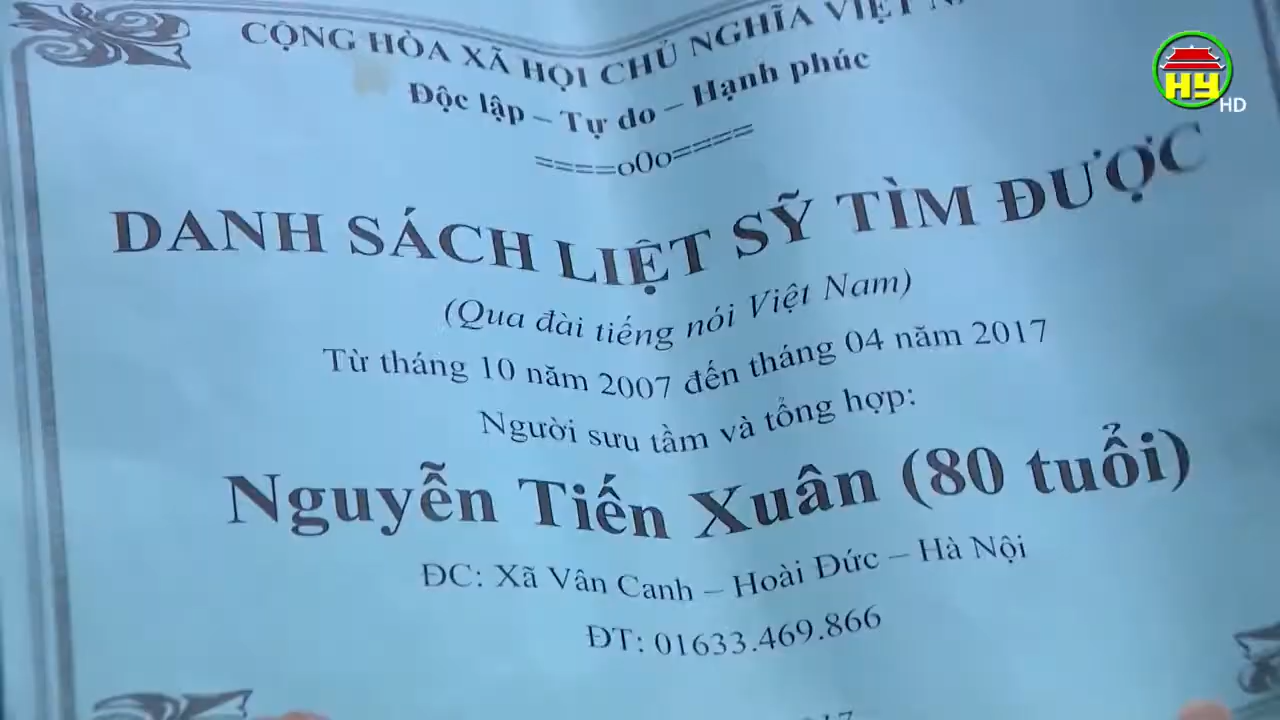 CỘNG HÒA XÃ HỘI CHỦ NGHĨA VIỆT
Độc lập – Tự do – Hạnh phúc
====o0o====
DANH SÁCH LIỆT SỸ TÌM ĐƯỢC
(Qua đài tiếng nói Việt Nam)
Từ tháng 10 năm 2007 đến tháng 04 năm 2017
Người sưu tầm và tổng hợp:
Nguyễn Tiến Xuân (80 tuổi)
ĐC: Xã Vân Canh – Hoài Đức – Hà Nội
ĐT: 01633.469.866
HY
HD